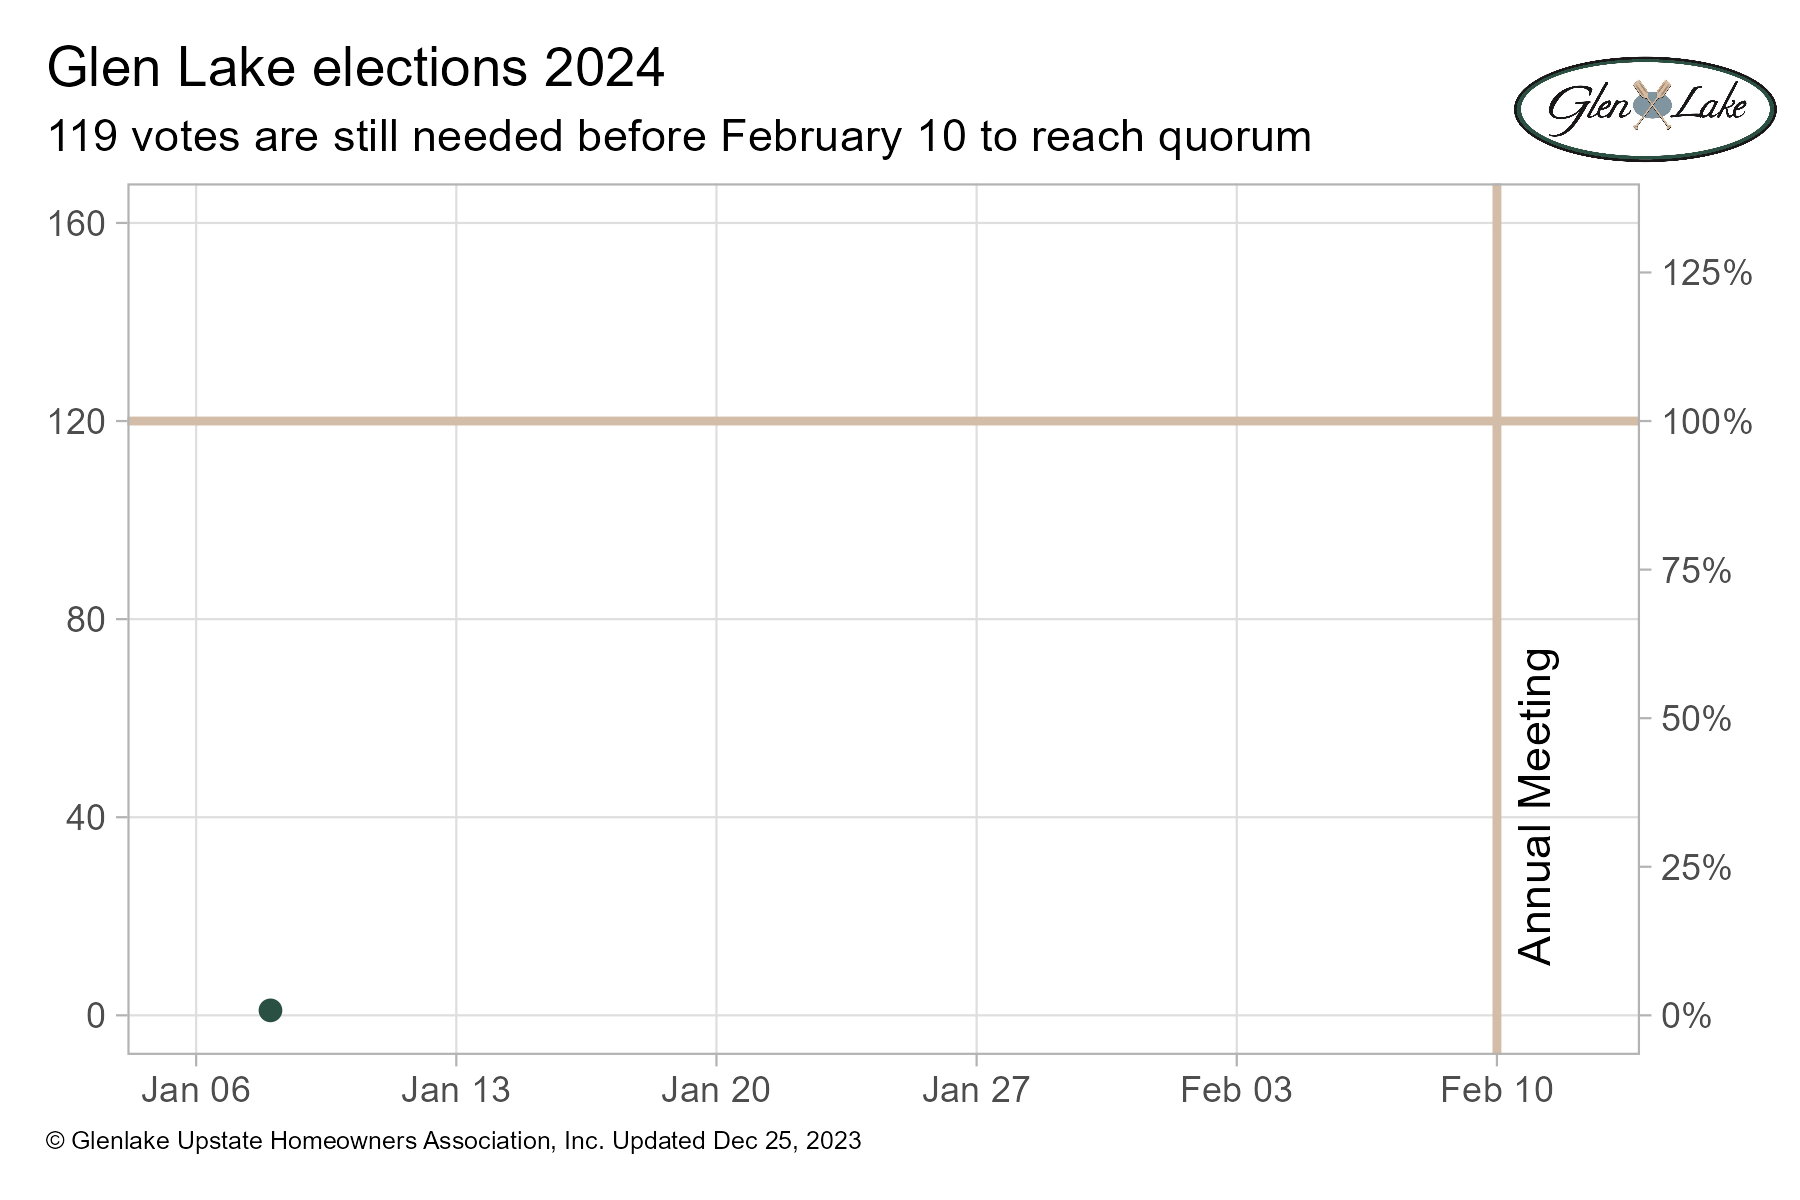 Glen Lake elections 2024
Glen Lake
119 votes are still needed before February 10 to reach quorum
160
120
80
40
0
125%
100%
75%
50%
25%
0%
Annual Meeting
Jan 06 Jan 13 Jan 20 Jan 27 Feb 03 Feb 10
© Glenlake Upstate Homeowners Association, Inc. Updated Dec 25, 2023